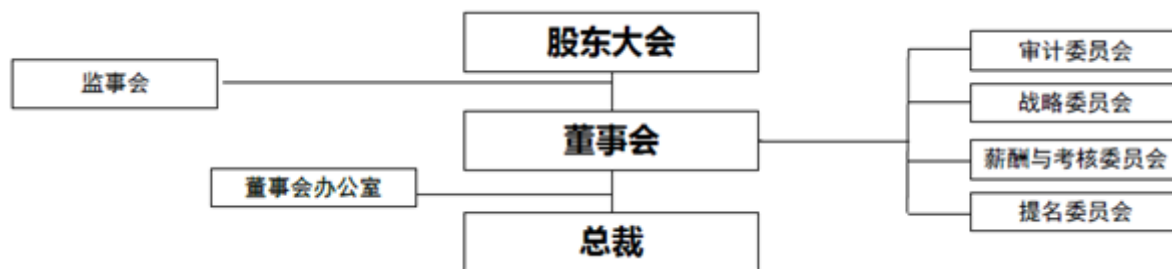 股东大会
监事会
董事会
董事会办公室
总裁
审计委员会
战略委员会
薪酬与考核委员会
提名委员会